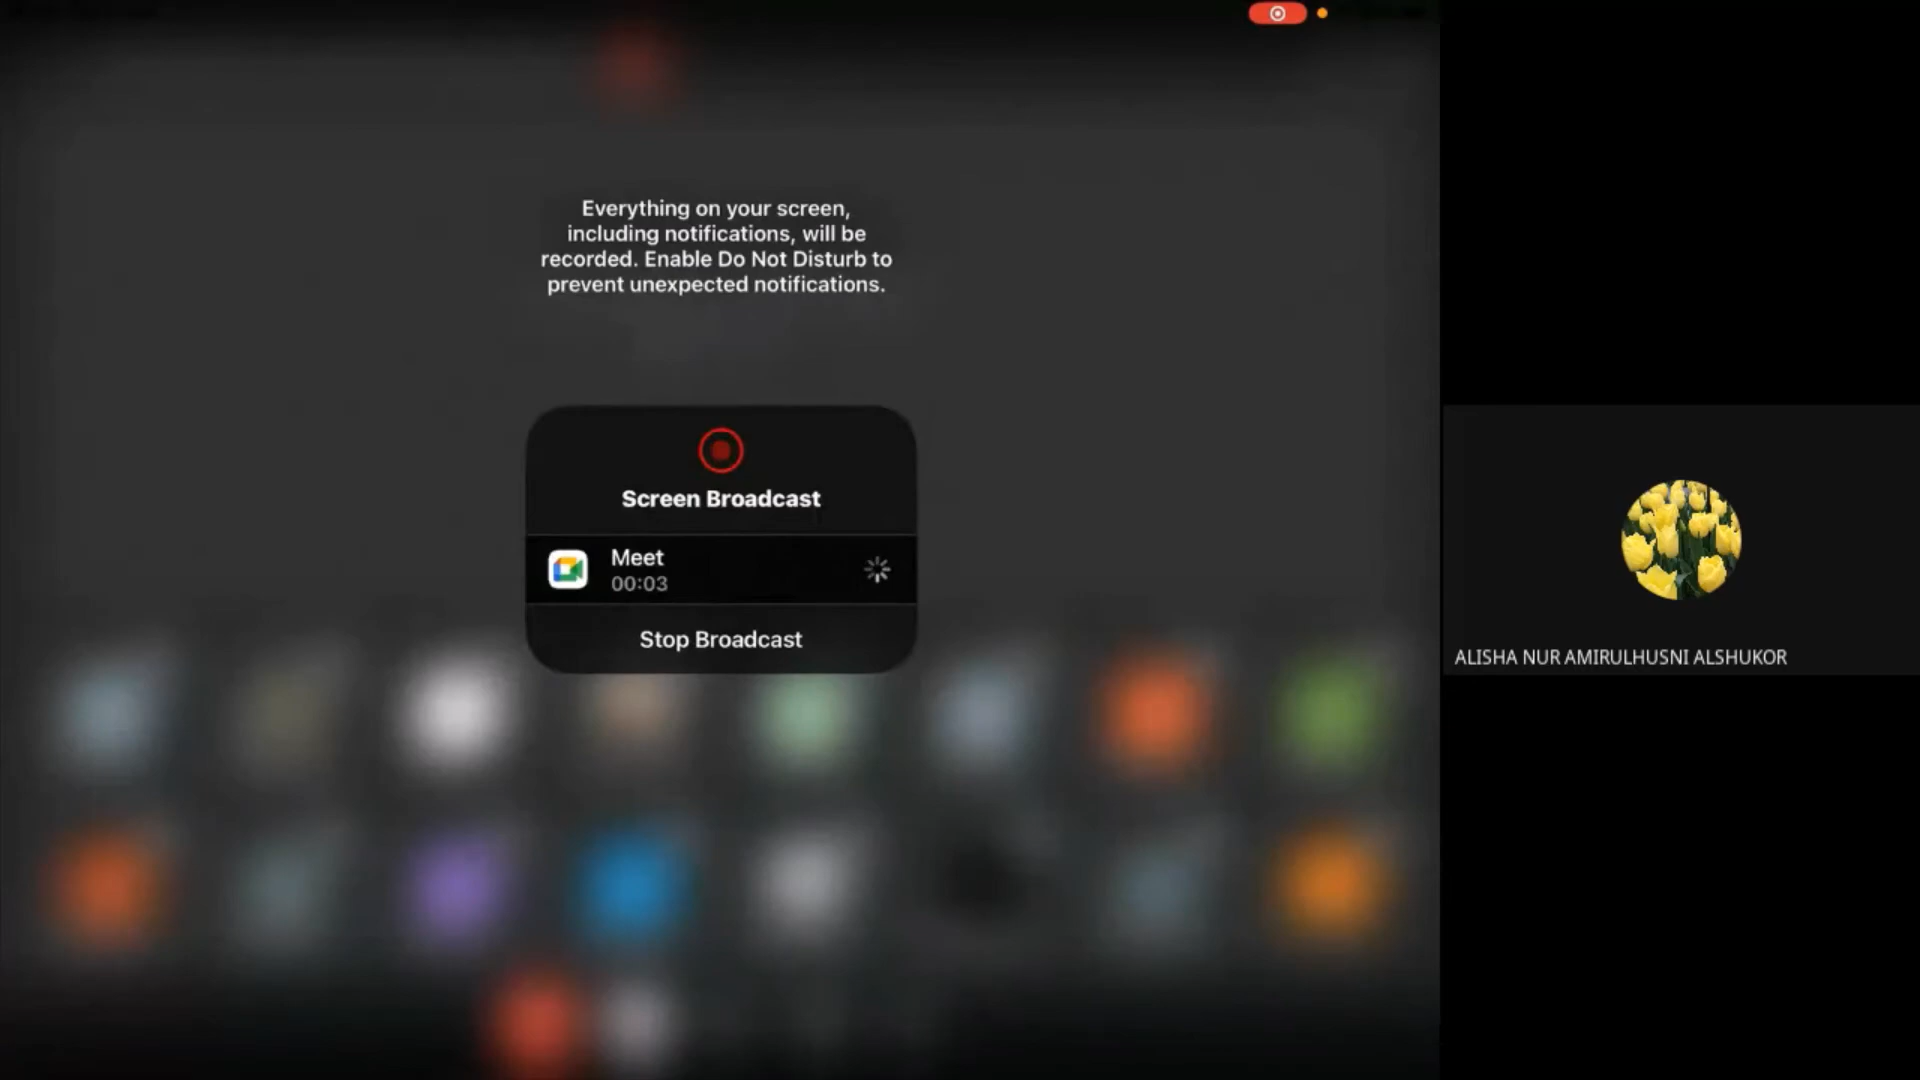 Everything on your screen,
including notifications, will be
recorded. Enable Do Not Disturb to
prevent unexpected notifications.
Screen Broadcast
Meet
00:03
Stop Broadcast
ALISHA NUR AMIRULHUSNI ALSHUKOR